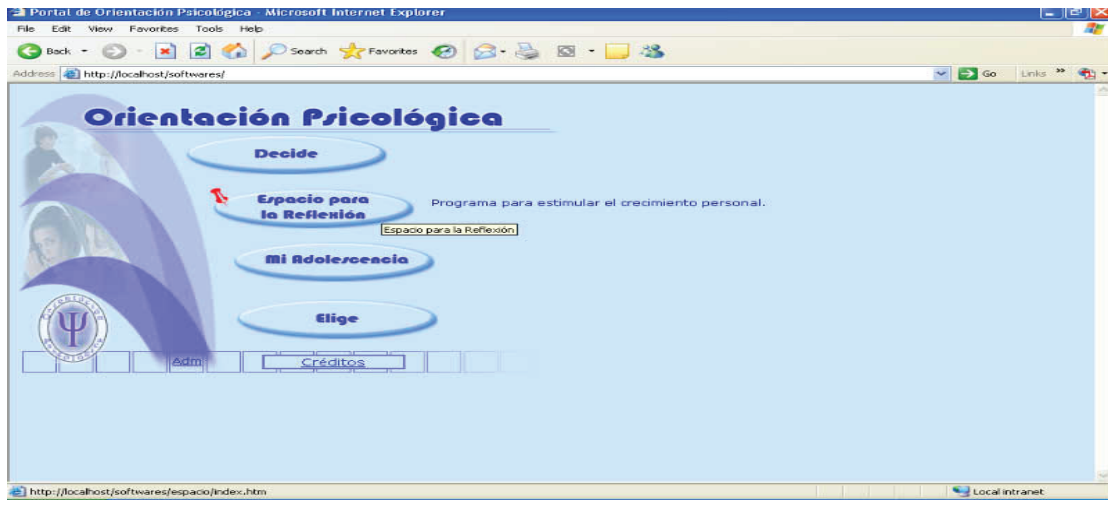 Portal de Orientación Psicológica - Microsoft Internet Explorer
File Edit View Favorites Tools Help
Back Search Favorites
Address http://localhost/softwares/ Go Links »
Orientación Psicológica
Decide
Espacio para
la Reflexión
Programa para estimular el crecimiento personal.
Espacio para la Reflexión
Mi Adolescencia
Elige
Adm
Créditos
http://localhost/softwares/espacio/index.htm Local intranet